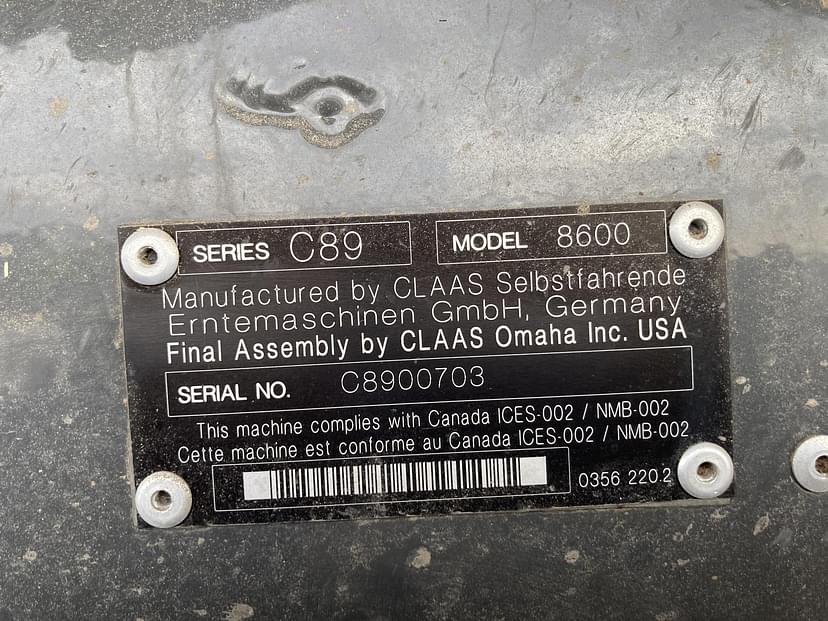 SERIES C89 MODEL 8600
Manufactured by CLAAS Selbstfahrende
Erntemaschinen GmbH, Germany
Final Assembly by CLAAS Omaha Inc. USA
SERIAL NO. C8900703
This machine complies with Canada ICES-002 / NMB-002
Cette machine est conforme au Canada ICES-002 / NMB-002
0356 220.2